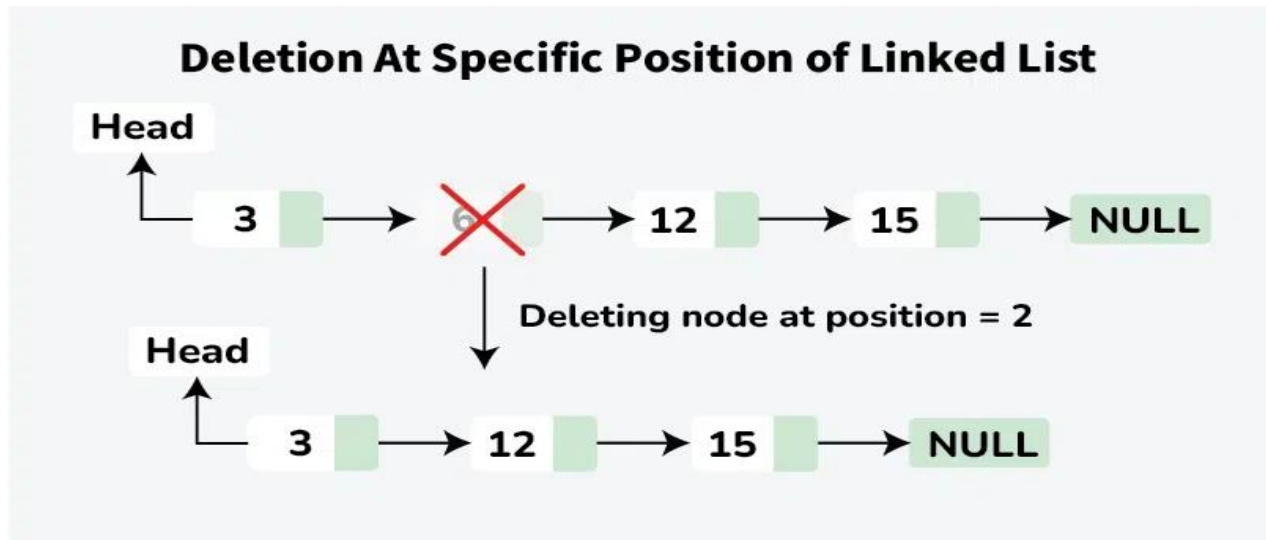 Deletion At Specific Position of Linked List
Head
3 6 12 15 NULL
Deleting node at position = 2
Head
3 12 15 NULL